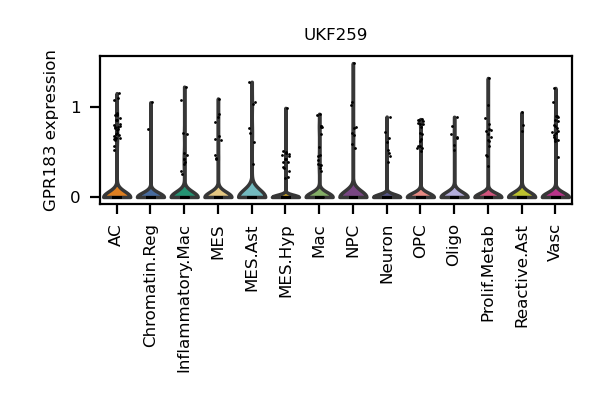 UKF259
GPR183 expression
1
0
AC
Chromatin.Reg
Inflammatory.Mac
MES
MES.Ast
MES.Hyp
Mac
NPC
Neuron
OPC
Oligo
Prolif.Metab
Reactive.Ast
Vasc